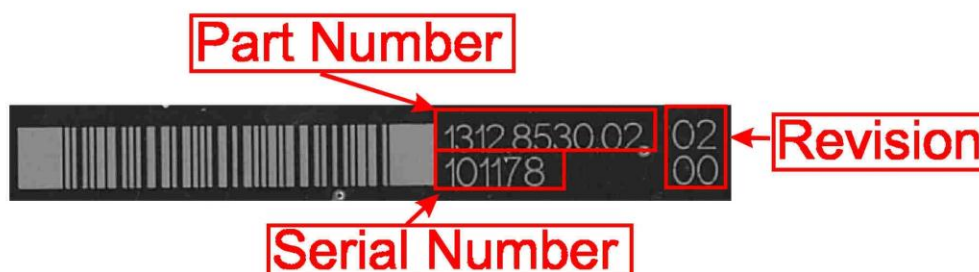 Part Number
1312.8530.02 02
101178 00
Revision
Serial Number